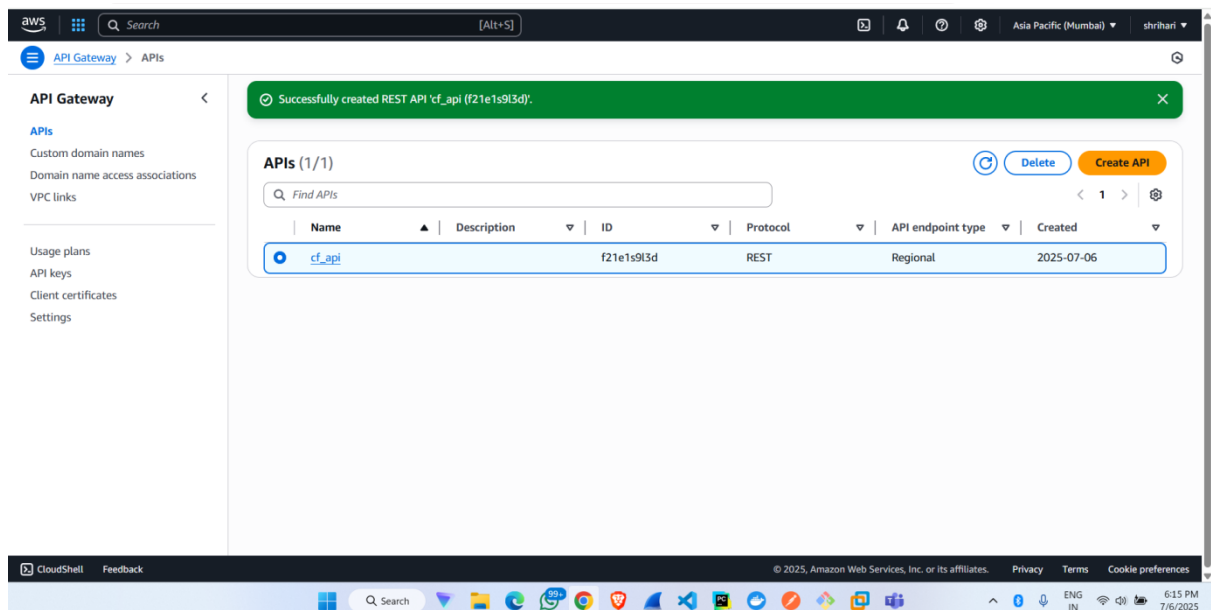 aws Search [Alt+S] Asia Pacific (Mumbai) ▼ shrihari ▼
API Gateway > APIs
API Gateway
APIs
Custom domain names
Domain name access associations
VPC links
Usage plans
API keys
Client certificates
Settings
Successfully created REST API 'cf_api (f21e1s9l3d)'.
APIs (1/1) Delete Create API
Find APIs < 1 >
Name Description ID Protocol API endpoint type Created
cf_api f21e1s9l3d REST Regional 2025-07-06
CloudShell Feedback © 2025, Amazon Web Services, Inc. or its affiliates. Privacy Terms Cookie preferences
Search 99+ PC ENG 6:15 PM
IN 7/6/2025